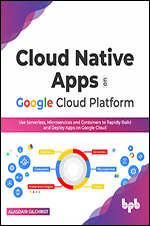 Cloud Native
Apps on
Google Cloud Platform
Use Serverless, Microservices and Containers to Rapidly Build
and Deploy Apps on Google Cloud
ALASDAIR GILCHRIST
bpb